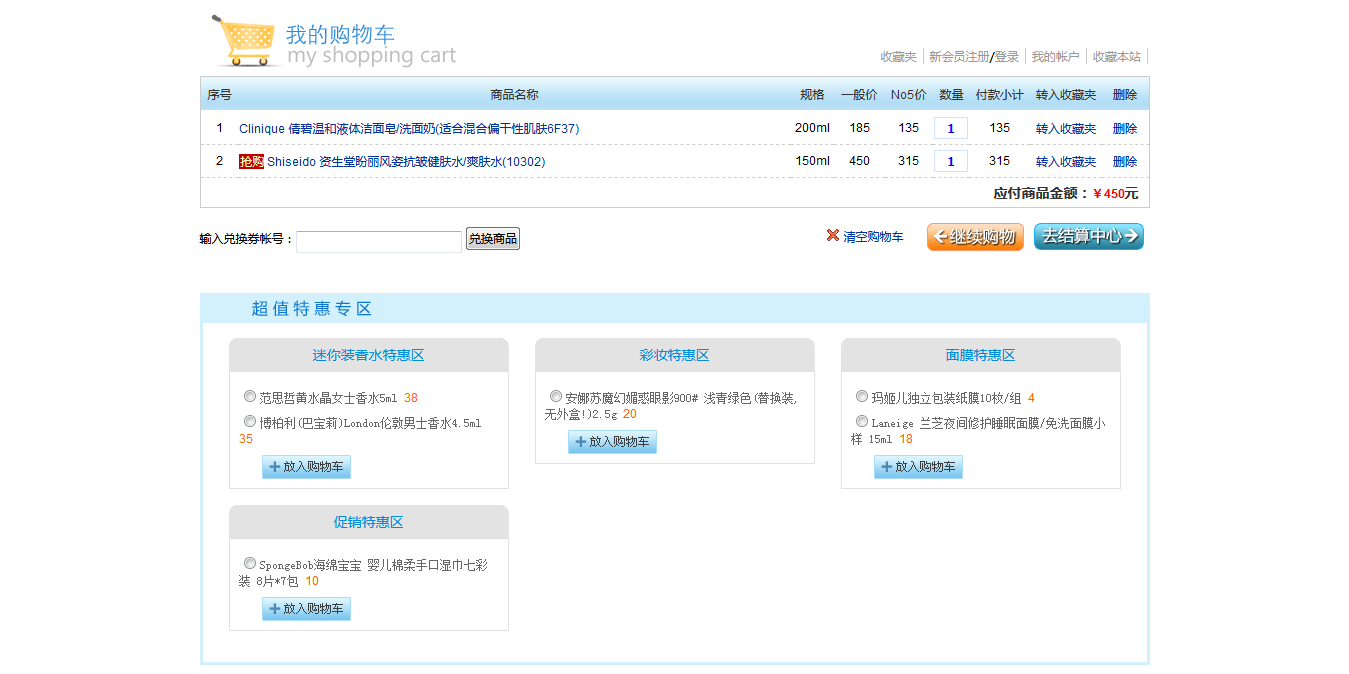 我的购物车
my shopping cart
收藏夹 新会员注册/登录 我的帐户 收藏本站
序号 商品名称 规格 一般价 No5价 数量 付款小计 转入收藏夹 删除
1 Clinique 倩碧温和液体洁面皂/洗面奶(适合混合偏干性肌肤6F37) 200ml 185 135 1 135 转入收藏夹 删除
2 抢购 Shiseido 资生堂盼丽风姿抗皱健肤水/爽肤水(10302) 150ml 450 315 1 315 转入收藏夹 删除
应付商品金额：￥450元
输入兑换券帐号： 兑换商品 清空购物车 继续购物 去结算中心
超值特惠专区
迷你装香水特惠区
范思哲黄水晶女士香水5ml 38
博柏利(巴宝莉)London伦敦男士香水4.5ml
35
放入购物车
彩妆特惠区
安娜苏魔幻媚惑眼影900# 浅青绿色(替换装,
无外盒!)2.5g 20
放入购物车
面膜特惠区
玛姬儿独立包装纸膜10枚/组 4
Laneige 兰芝夜间修护睡眠面膜/免洗面膜小
样 15ml 18
放入购物车
促销特惠区
SpongeBob海绵宝宝 婴儿棉柔手口湿巾七彩
装 8片*7包 10
放入购物车